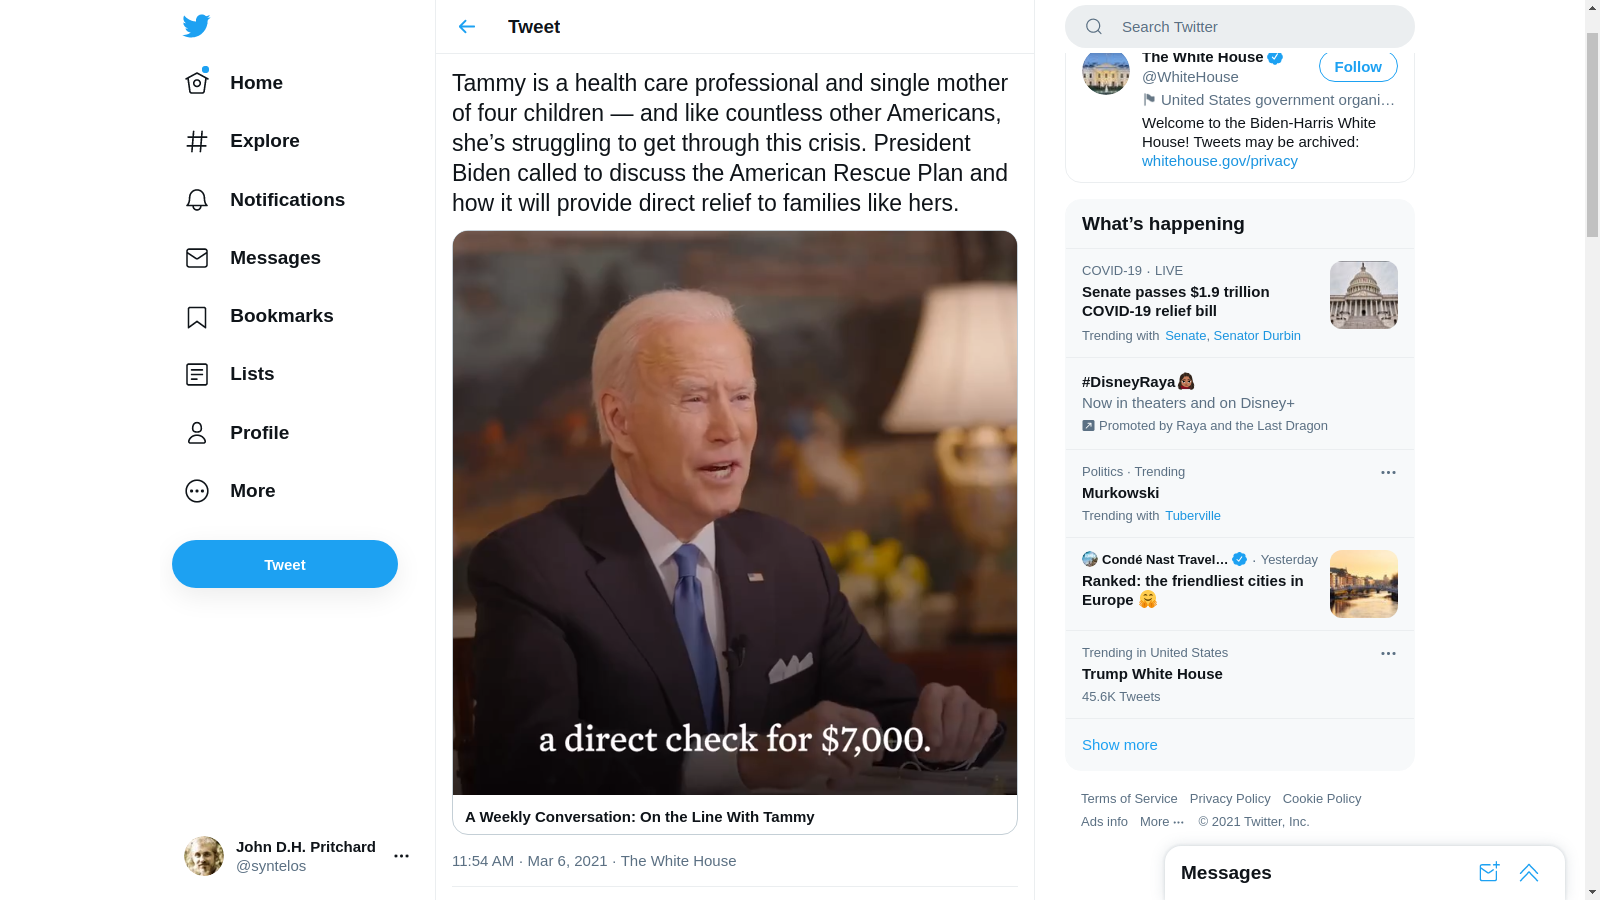 Home
Explore
Notifications
Messages
Bookmarks
Lists
Profile
More
Tweet
John D.H. Pritchard
@syntelos
Tweet
Tammy is a health care professional and single mother
of four children — and like countless other Americans,
she’s struggling to get through this crisis. President
Biden called to discuss the American Rescue Plan and
how it will provide direct relief to families like hers.
a direct check for $7,000.
A Weekly Conversation: On the Line With Tammy
11:54 AM · Mar 6, 2021 · The White House
Search Twitter
The White House
@WhiteHouse
Follow
United States government organi…
Welcome to the Biden-Harris White
House! Tweets may be archived:
whitehouse.gov/privacy
What’s happening
COVID-19 · LIVE
Senate passes $1.9 trillion
COVID-19 relief bill
Trending with Senate, Senator Durbin
#DisneyRaya
Now in theaters and on Disney+
Promoted by Raya and the Last Dragon
Politics · Trending
Murkowski
Trending with Tuberville
Condé Nast Travel… · Yesterday
Ranked: the friendliest cities in
Europe 🤗
Trending in United States
Trump White House
45.6K Tweets
Show more
Terms of Service Privacy Policy Cookie Policy
Ads info More ··· © 2021 Twitter, Inc.
Messages